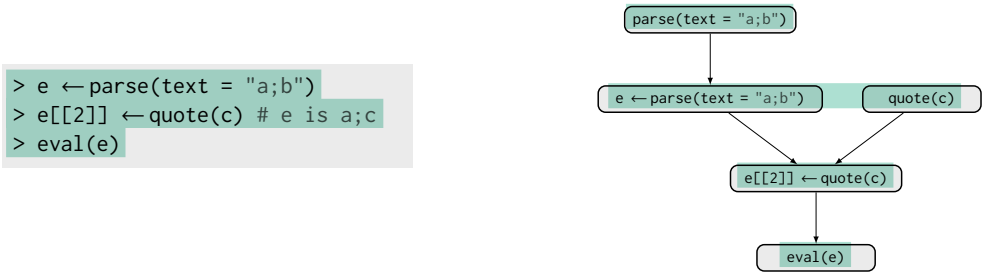 > e ← parse(text = "a;b")
> e[[2]] ← quote(c) # e is a;c
> eval(e)
parse(text = "a;b")
e ← parse(text = "a;b")
quote(c)
e[[2]] ← quote(c)
eval(e)